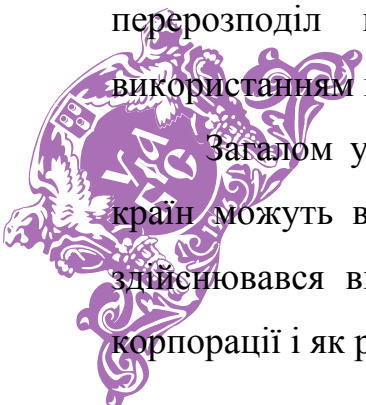 перерозподіл
використанням
Загалом у
країн можуть в
здійснювався
корпорації і як